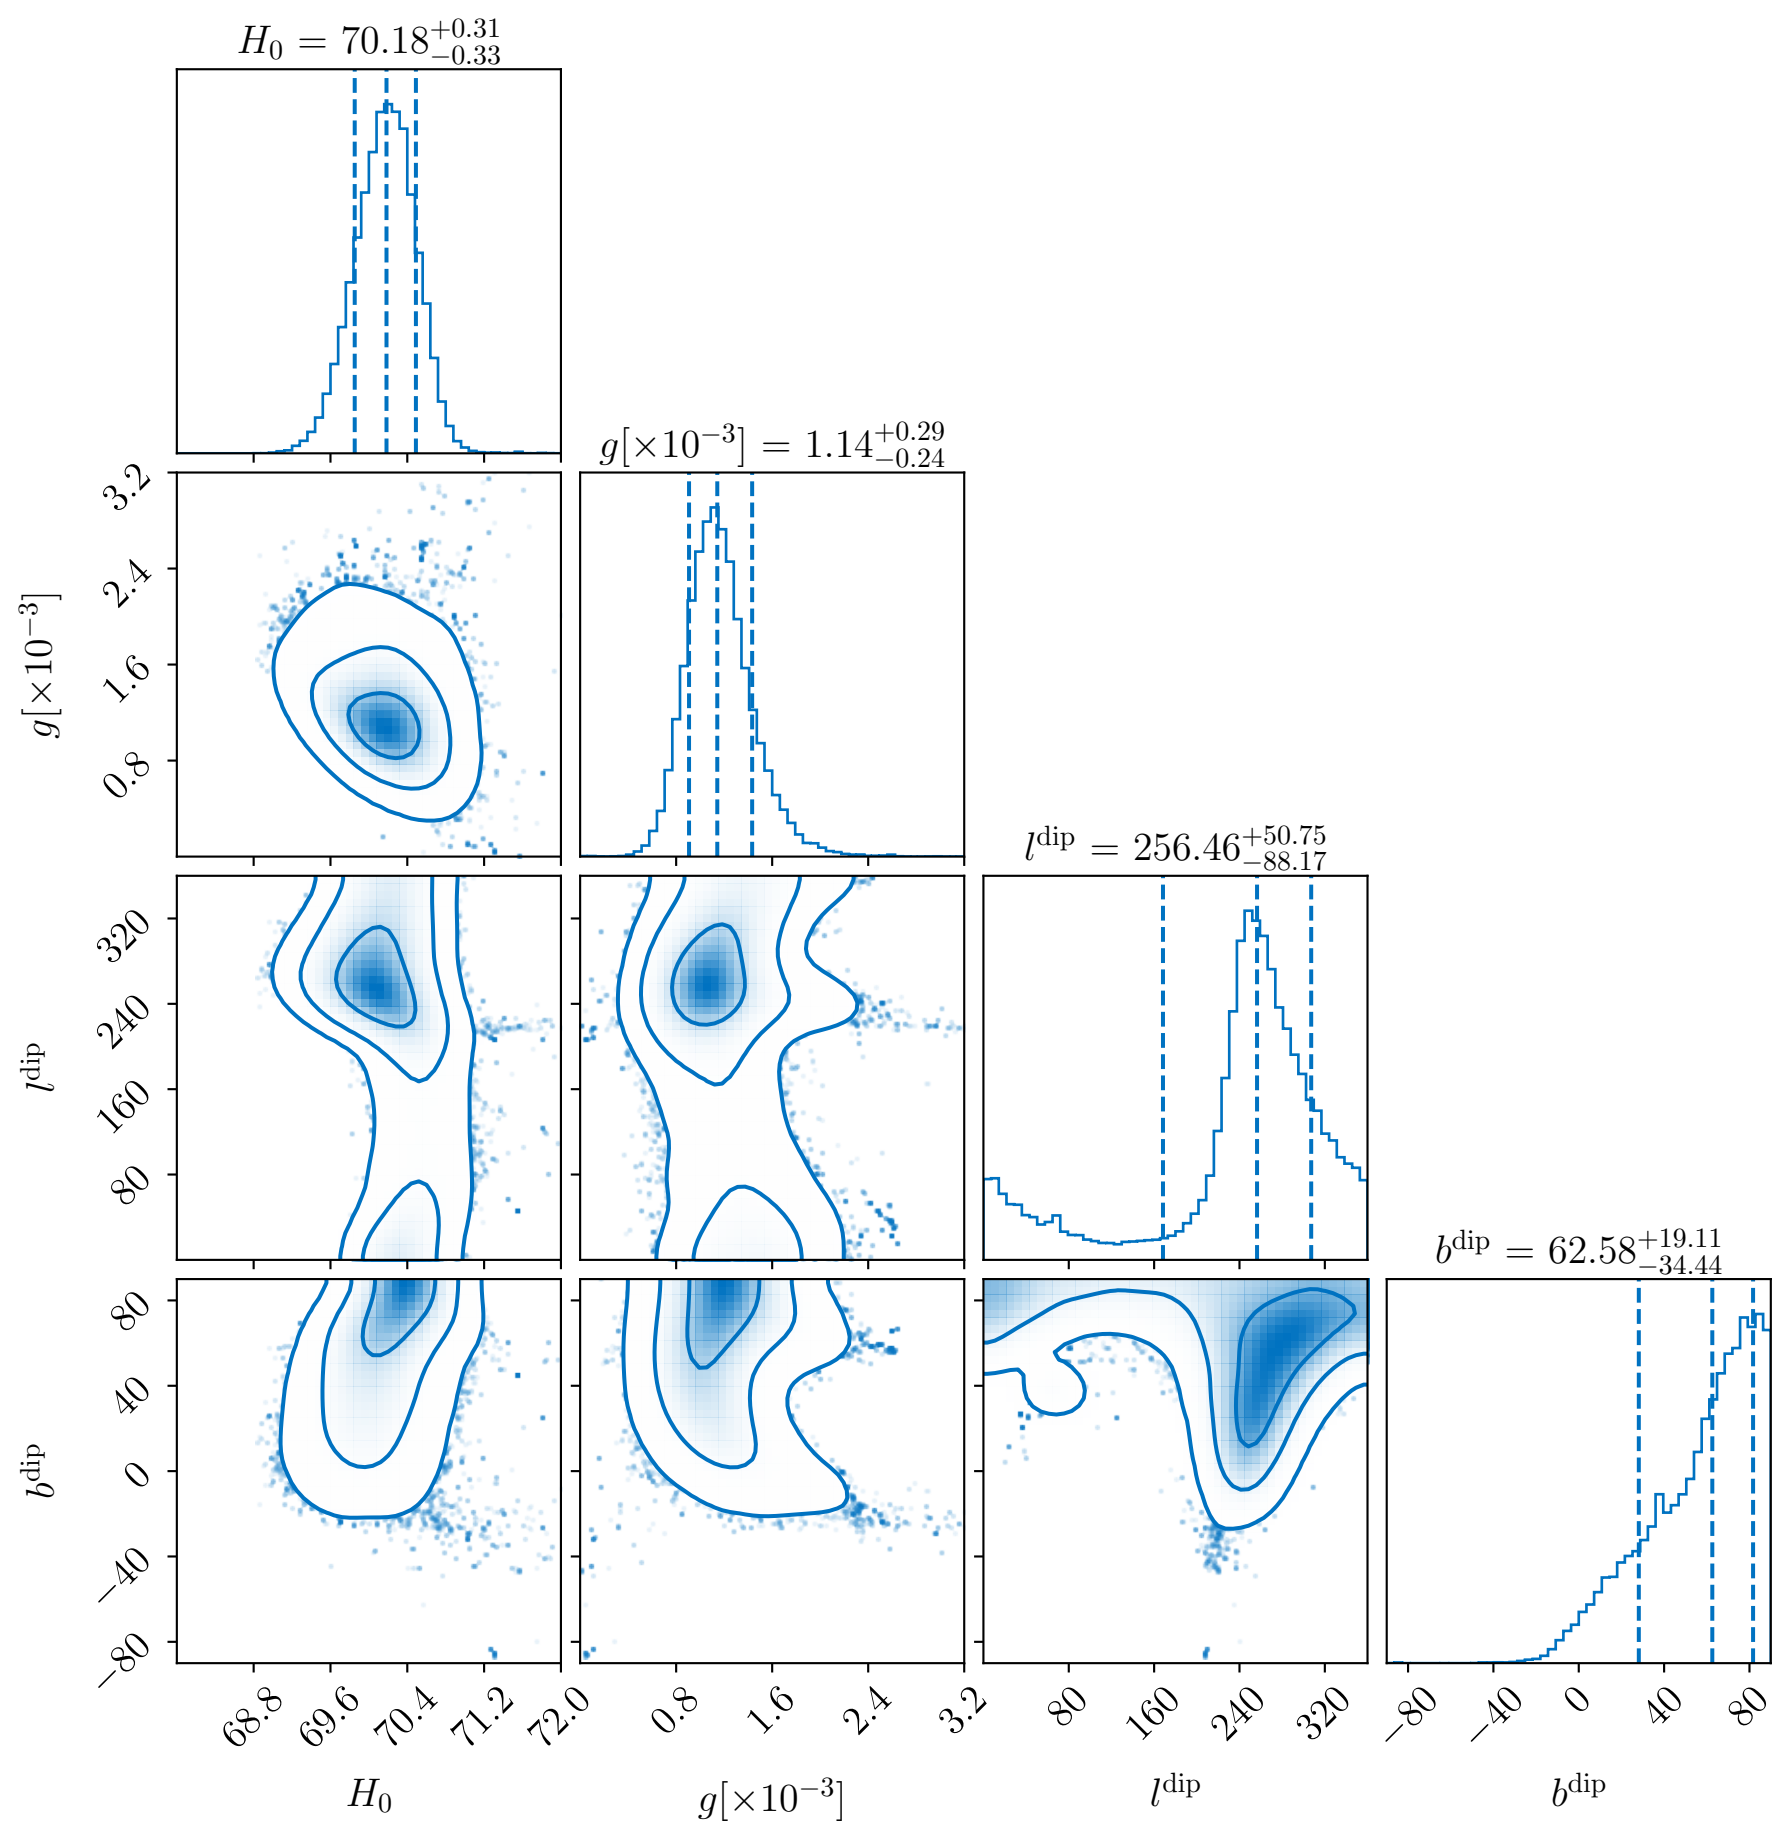 H₀ = 70.18+0.31−0.33
g[×10⁻³] = 1.14+0.29−0.24
3.2
2.4
1.6
0.8
g[×10⁻³]
l^dip = 256.46+50.75−88.17
320
240
160
80
l^dip
b^dip = 62.58+19.11−34.44
80
40
0
−40
−80
b^dip
68.8 69.6 70.4 71.2 72.0 0.8 1.6 2.4 3.2 80 160 240 320 −80 −40 0 40 80
H₀ g[×10⁻³] l^dip b^dip